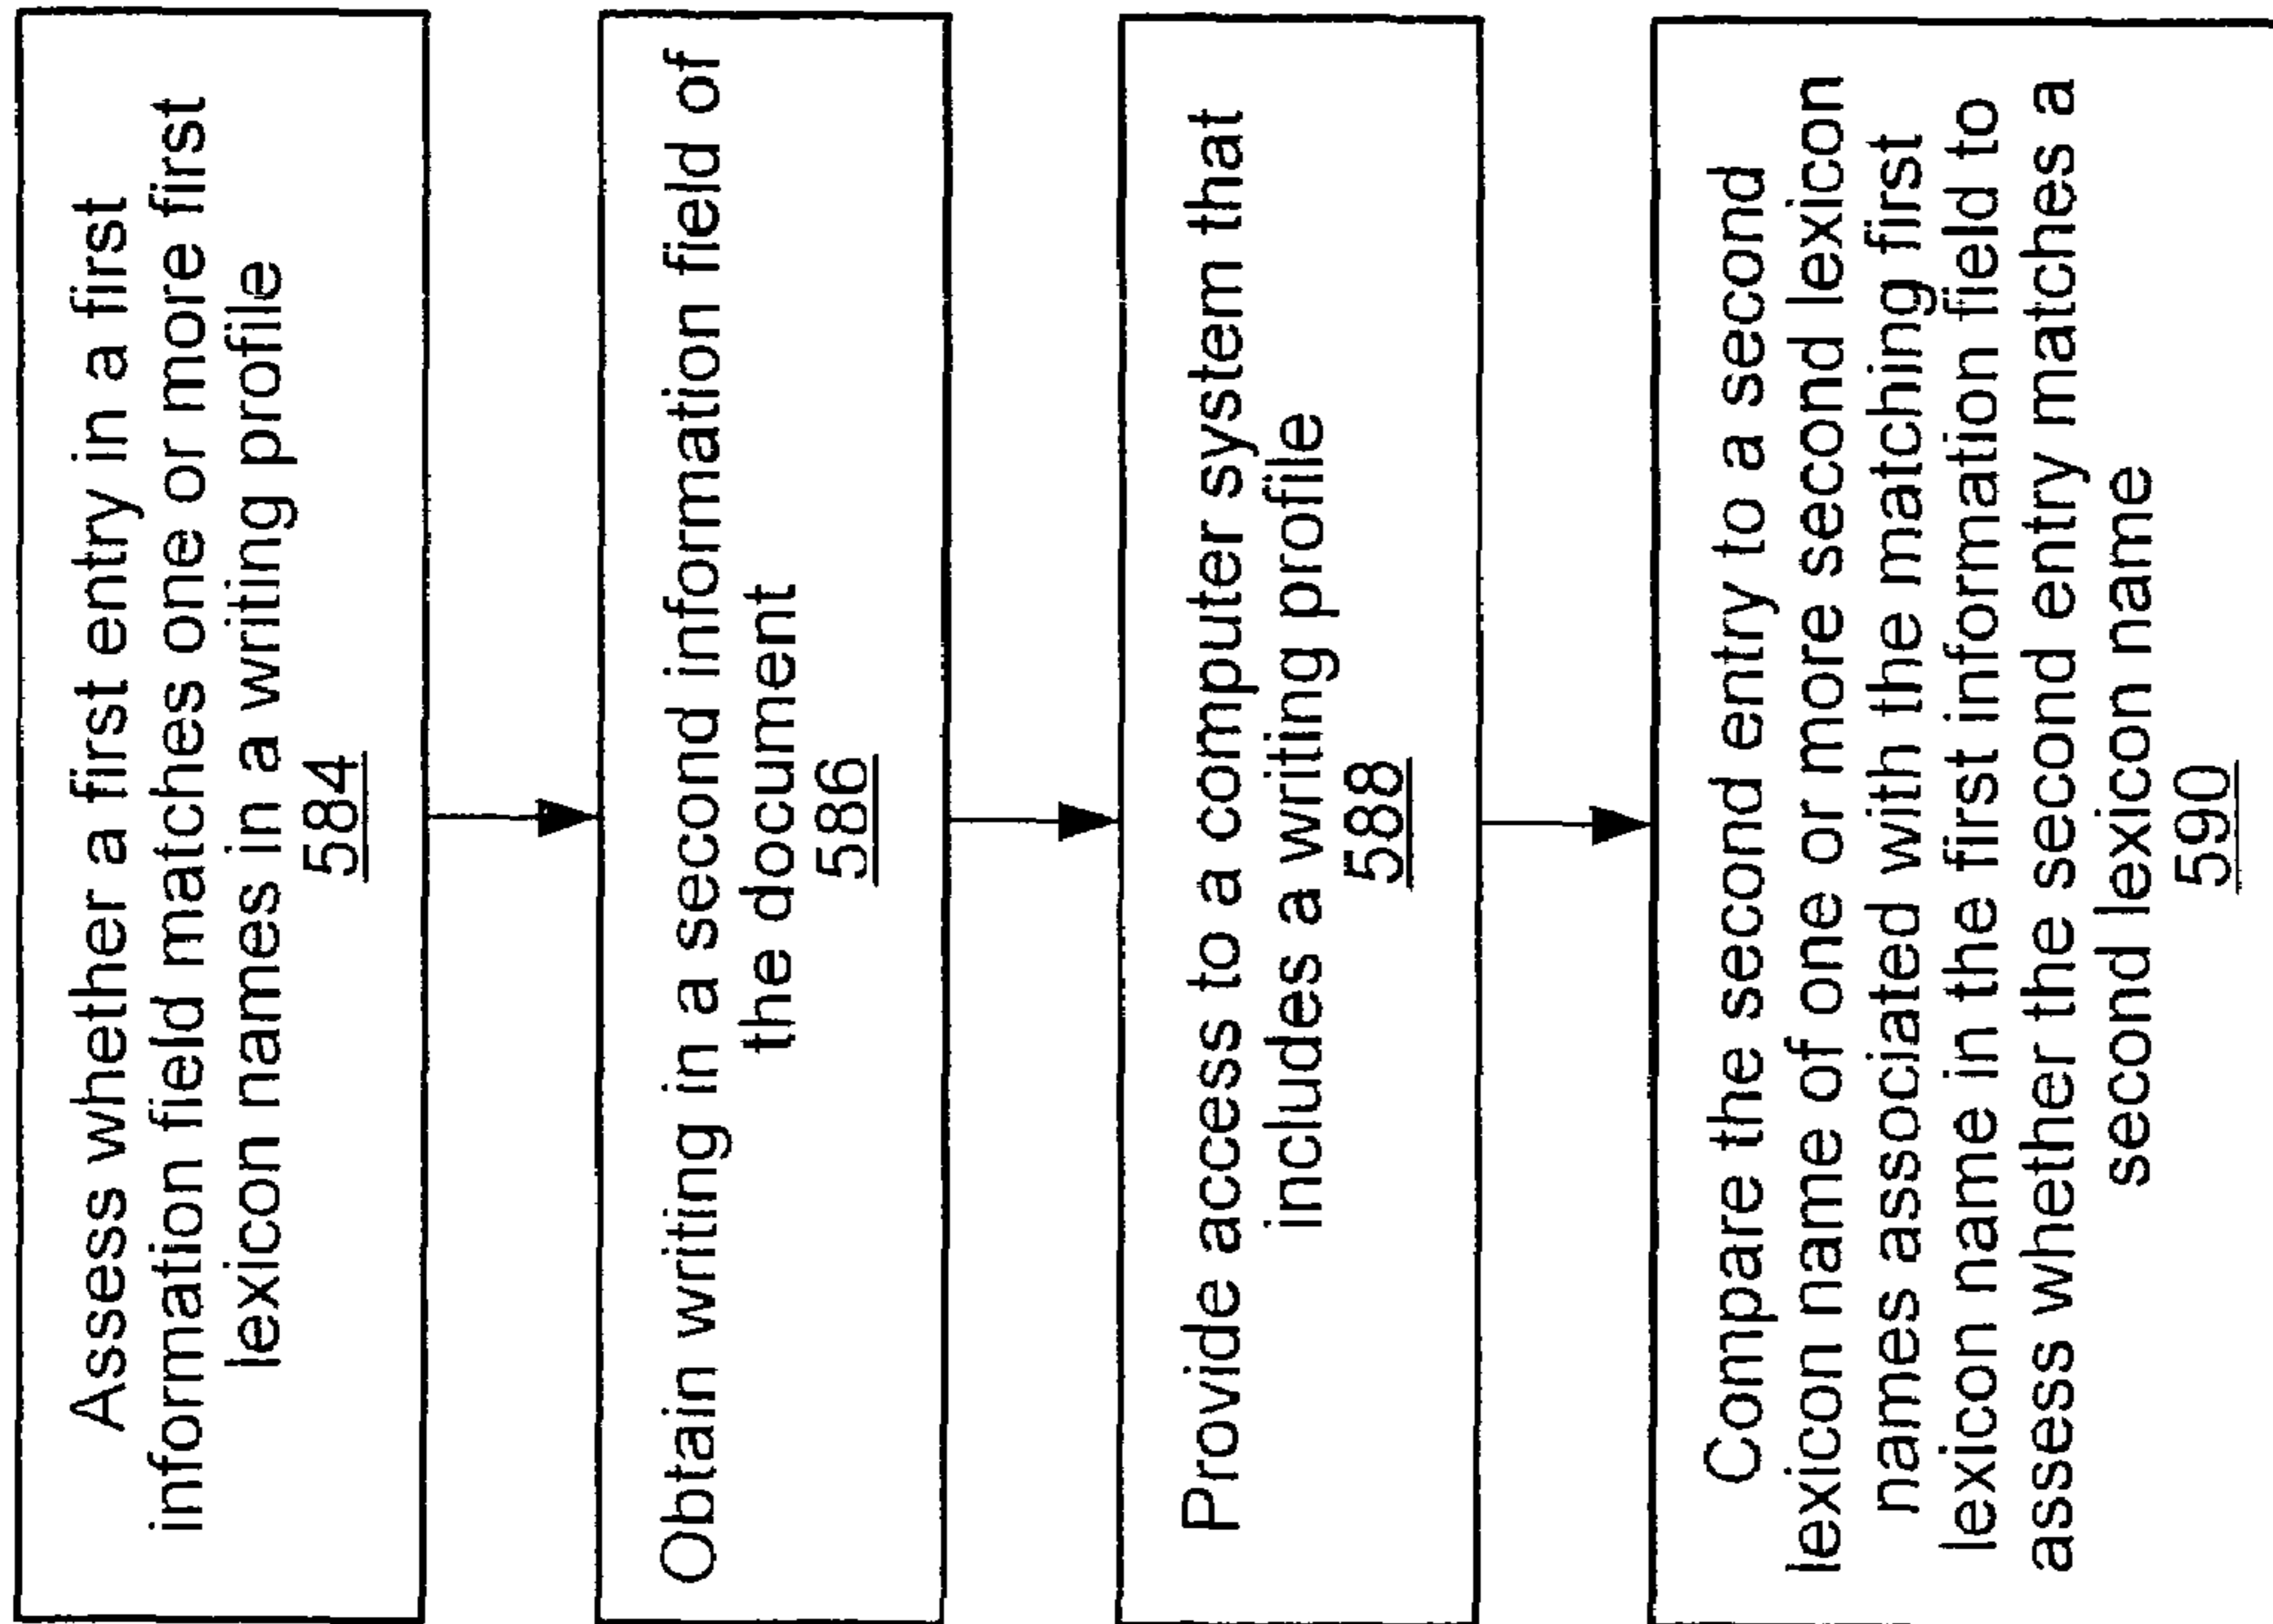 Assess whether a first entry in a first
information field matches one or more first
lexicon names in a writing profile
584
Obtain writing in a second information field of
the document
586
Provide access to a computer system that
includes a writing profile
588
Compare the second entry to a second
lexicon name of one or more second lexicon
names associated with the matching first
lexicon name in the first information field to
assess whether the second entry matches a
second lexicon name
590